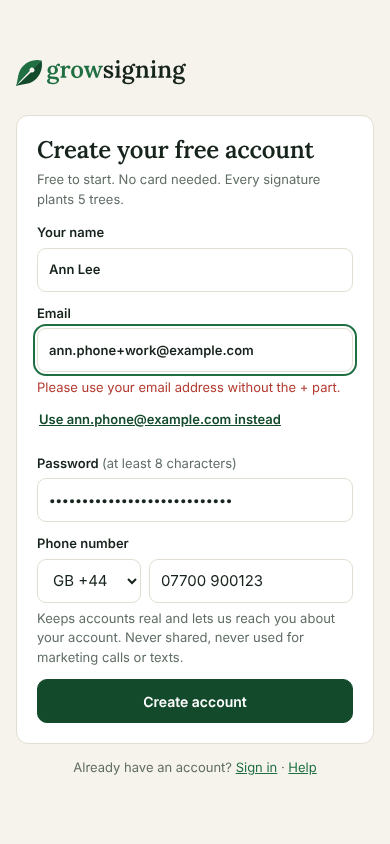 growsigning
Create your free account
Free to start. No card needed. Every signature
plants 5 trees.
Your name
Ann Lee
Email
ann.phone+work@example.com
Please use your email address without the + part.
Use ann.phone@example.com instead
Password (at least 8 characters)
••••••••••••••••••••••••••••
Phone number
GB +44 07700 900123
Keeps accounts real and lets us reach you about
your account. Never shared, never used for
marketing calls or texts.
Create account
Already have an account? Sign in · Help